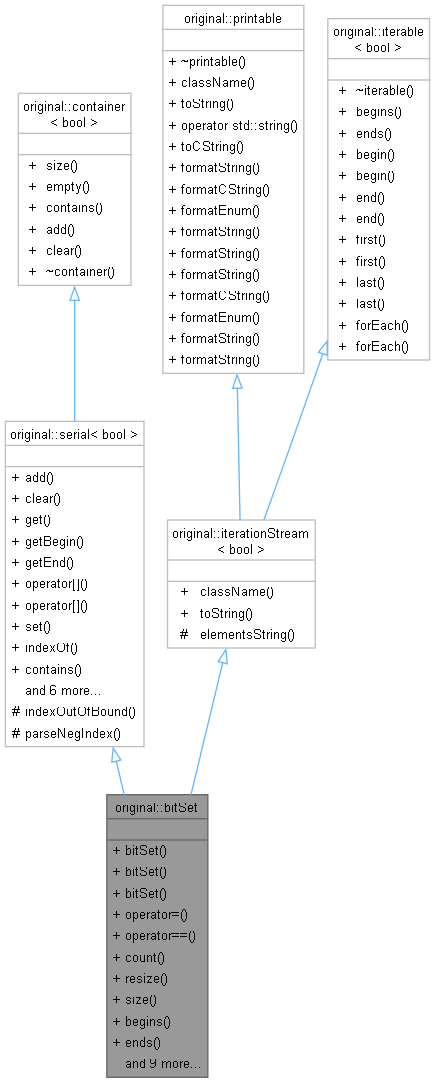 original::printable
+ ~printable()
+ className()
+ toString()
+ operator std::string()
+ toCString()
+ formatString()
+ formatCString()
+ formatEnum()
+ formatString()
+ formatString()
+ formatString()
+ formatCString()
+ formatEnum()
+ formatString()
+ formatString()
original::iterable
< bool >
+ ~iterable()
+ begins()
+ ends()
+ begin()
+ begin()
+ end()
+ end()
+ first()
+ first()
+ last()
+ last()
+ forEach()
+ forEach()
original::container
< bool >
+ size()
+ empty()
+ contains()
+ add()
+ clear()
+ ~container()
original::serial< bool >
+ add()
+ clear()
+ get()
+ getBegin()
+ getEnd()
+ operator[]()
+ operator[]()
+ set()
+ indexOf()
+ contains()
and 6 more...
# indexOutOfBound()
# parseNegIndex()
original::iterationStream
< bool >
+ className()
+ toString()
# elementsString()
original::bitSet
+ bitSet()
+ bitSet()
+ bitSet()
+ operator=()
+ operator==()
+ count()
+ resize()
+ size()
+ begins()
+ ends()
and 9 more...